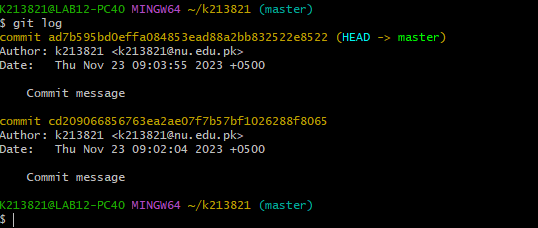 K213821@LAB12-PC40 MINGW64 ~/k213821 (master)
$ git log
commit ad7b595bd0effa084853ead88a2bb832522e8522 (HEAD -> master)
Author: k213821 <k213821@nu.edu.pk>
Date:   Thu Nov 23 09:03:55 2023 +0500
    Commit message
commit cd209066856763ea2ae07f7b57bf1026288f8065
Author: k213821 <k213821@nu.edu.pk>
Date:   Thu Nov 23 09:02:04 2023 +0500
    Commit message
K213821@LAB12-PC40 MINGW64 ~/k213821 (master)
$